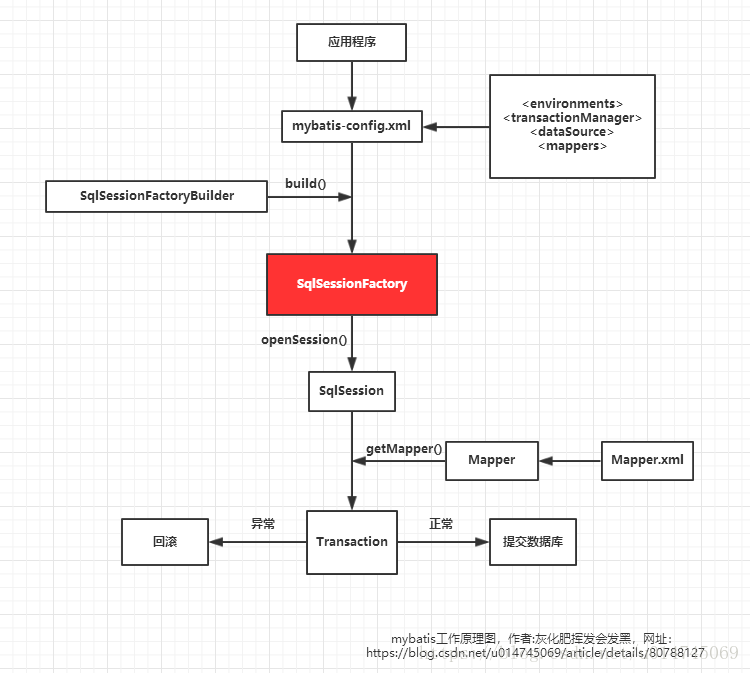 应用程序
<environments>
<transactionManager>
<dataSource>
<mappers>
mybatis-config.xml
SqlSessionFactoryBuilder
build()
SqlSessionFactory
openSession()
SqlSession
getMapper()
Mapper
Mapper.xml
回滚
异常
Transaction
正常
提交数据库
mybatis工作原理图，作者:灰化肥挥发会发黑，网址：
https://blog.csdn.net/u014745069/article/details/80788127